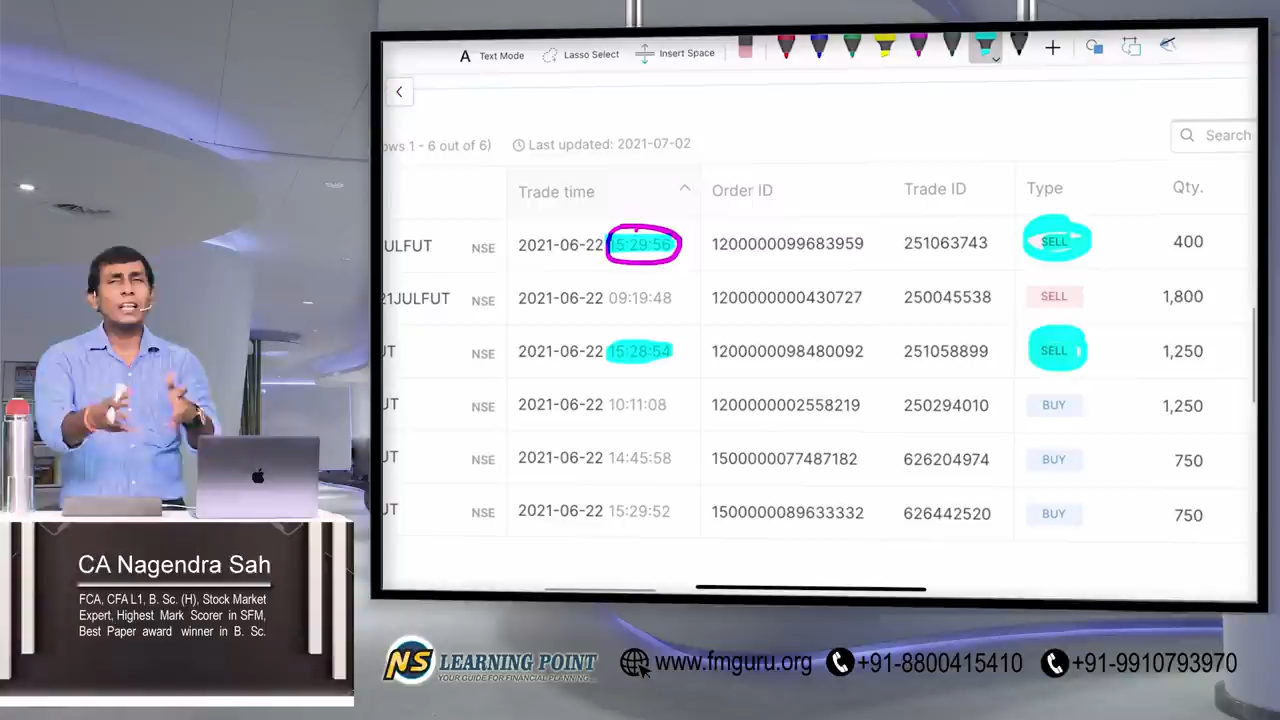 Text Mode
Lasso Select
Insert Space
ows 1 - 6 out of 6)
Last updated: 2021-07-02
Search
Trade time
Order ID
Trade ID
Type
Qty.
JULFUT NSE 2021-06-22 15:29:56 1200000099683959 251063743 SELL 400
21JULFUT NSE 2021-06-22 09:19:48 1200000000430727 250045538 SELL 1,800
UT NSE 2021-06-22 15:28:54 1200000098480092 251058899 SELL 1,250
UT NSE 2021-06-22 10:11:08 1200000002558219 250294010 BUY 1,250
UT NSE 2021-06-22 14:45:58 1500000077487182 626204974 BUY 750
UT NSE 2021-06-22 15:29:52 1500000089633332 626442520 BUY 750
CA Nagendra Sah
FCA, CFA L1, B. Sc. (H), Stock Market
Expert, Highest Mark Scorer in SFM,
Best Paper award winner in B. Sc.
NS LEARNING POINT
YOUR GUIDE FOR FINANCIAL PLANNING...
www.fmguru.org
+91-8800415410
+91-9910793970